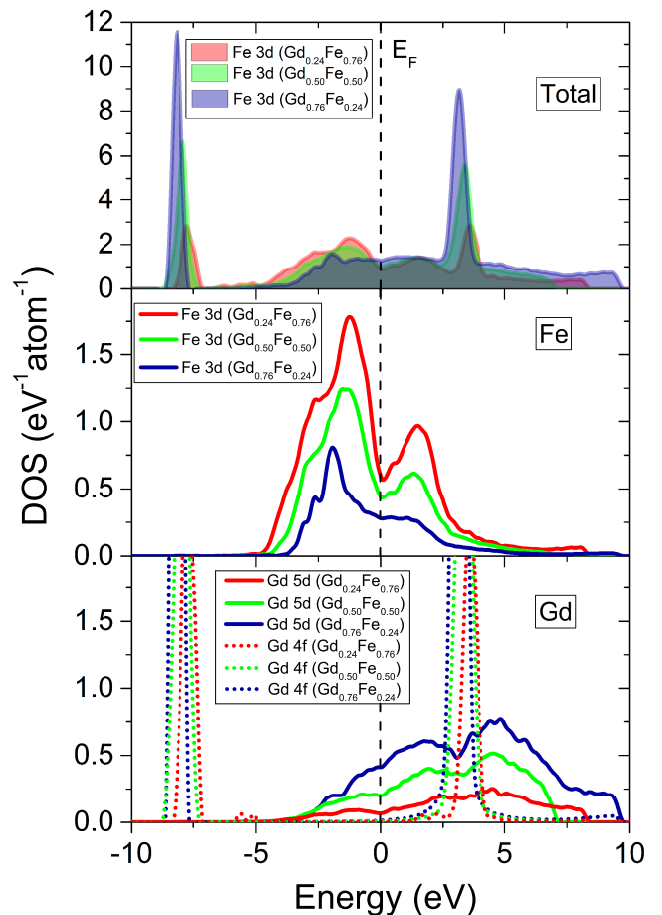 12
10
8
6
4
2
0
Fe 3d (Gd0.24Fe0.76)
Fe 3d (Gd0.50Fe0.50)
Fe 3d (Gd0.76Fe0.24)
EF
Total
1.5
1.0
0.5
0.0
Fe 3d (Gd0.24Fe0.76)
Fe 3d (Gd0.50Fe0.50)
Fe 3d (Gd0.76Fe0.24)
Fe
DOS (eV-1atom-1)
1.5
1.0
0.5
0.0
Gd 5d (Gd0.24Fe0.76)
Gd 5d (Gd0.50Fe0.50)
Gd 5d (Gd0.76Fe0.24)
Gd 4f (Gd0.24Fe0.76)
Gd 4f (Gd0.50Fe0.50)
Gd 4f (Gd0.76Fe0.24)
Gd
-10 -5 0 5 10
Energy (eV)